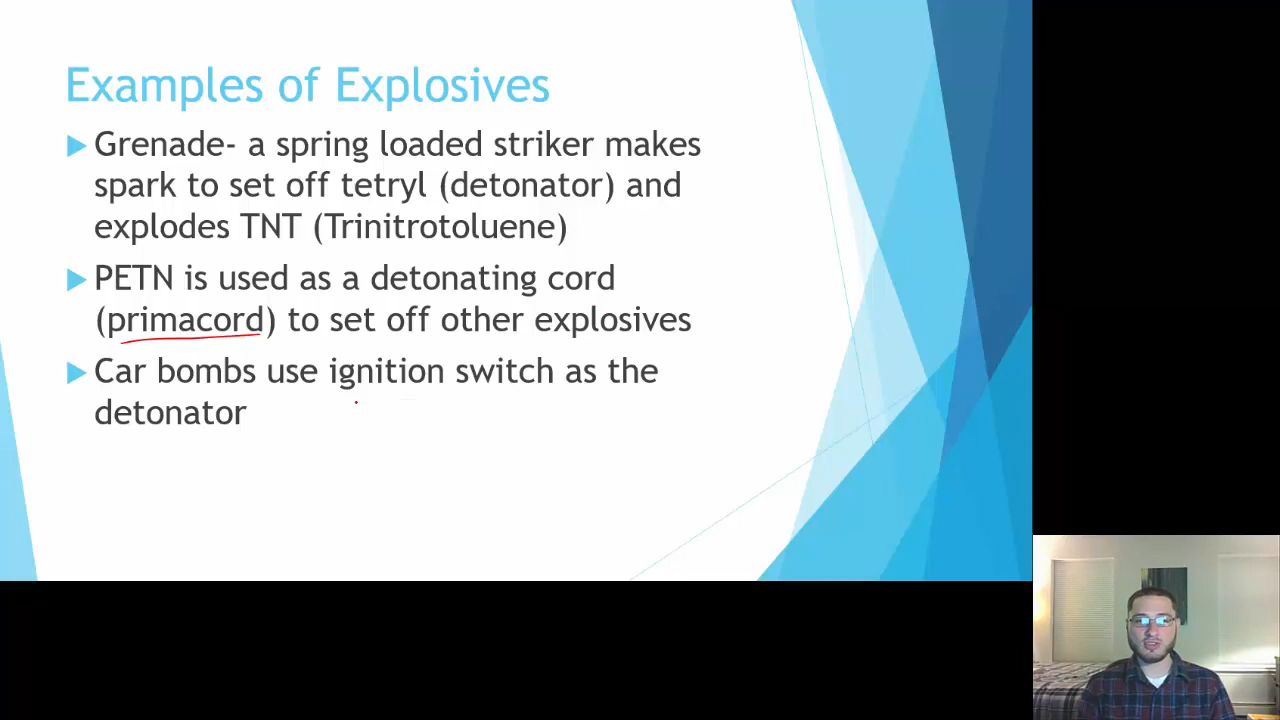 Examples of Explosives
Grenade- a spring loaded striker makes
spark to set off tetryl (detonator) and
explodes TNT (Trinitrotoluene)
PETN is used as a detonating cord
(primacord) to set off other explosives
Car bombs use ignition switch as the
detonator